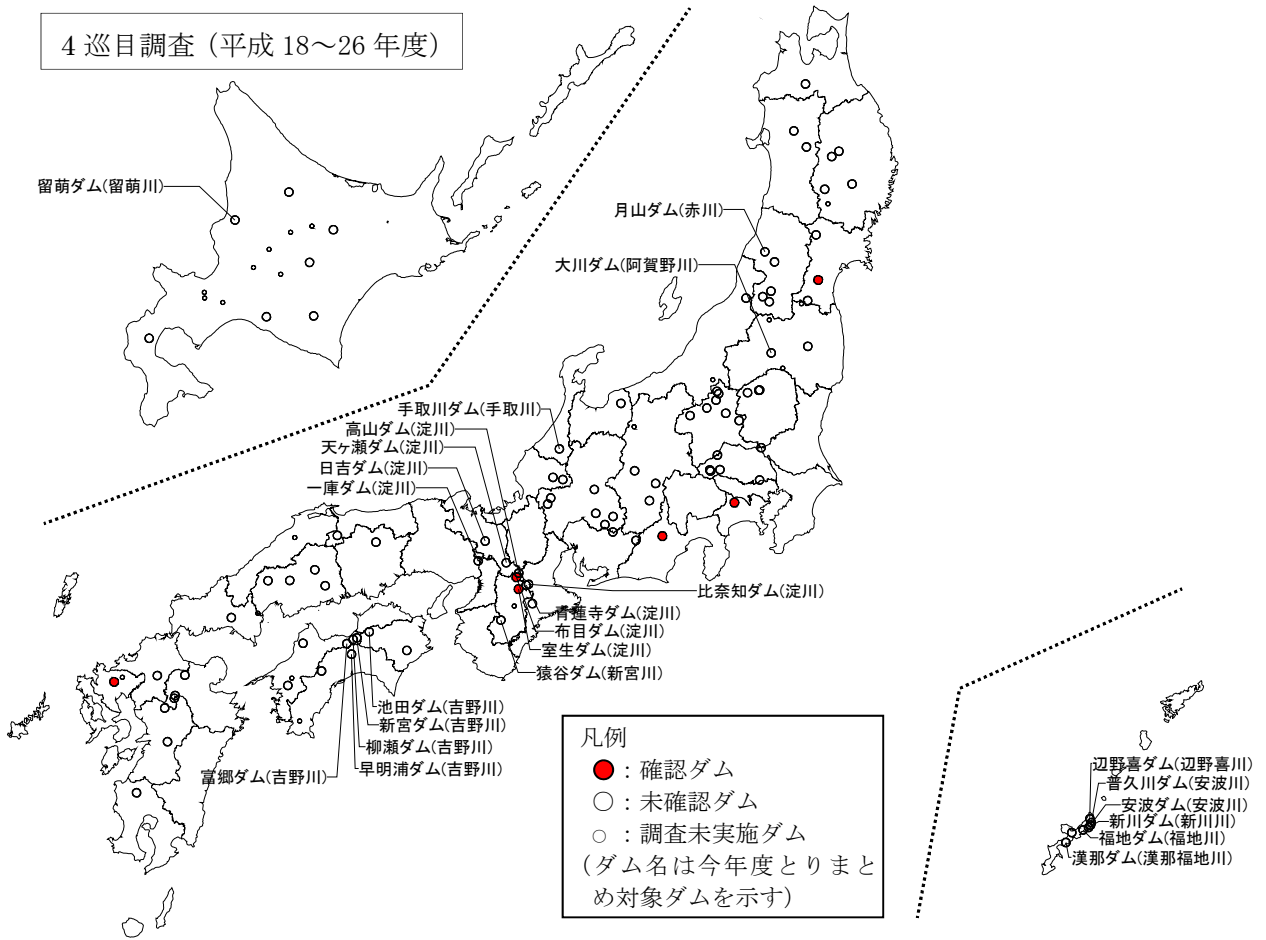 4巡目調査(平成18～26年度)
留萌ダム(留萌川)
月山ダム(赤川)
大川ダム(阿賀野川)
手取川ダム(手取川)
高山ダム(淀川)
天ヶ瀬ダム(淀川)
日吉ダム(淀川)
一庫ダム(淀川)
比奈知ダム(淀川)
青蓮寺ダム(淀川)
布目ダム(淀川)
室生ダム(淀川)
猿谷ダム(新宮川)
池田ダム(吉野川)
新宮ダム(吉野川)
柳瀬ダム(吉野川)
早明浦ダム(吉野川)
富郷ダム(吉野川)
凡例
：確認ダム
：未確認ダム
：調査未実施ダム
(ダム名は今年度とりまと
め対象ダムを示す)
辺野喜ダム(辺野喜川)
普久川ダム(安波川)
安波ダム(安波川)
新川ダム(新川川)
福地ダム(福地川)
漢那ダム(漢那福地川)